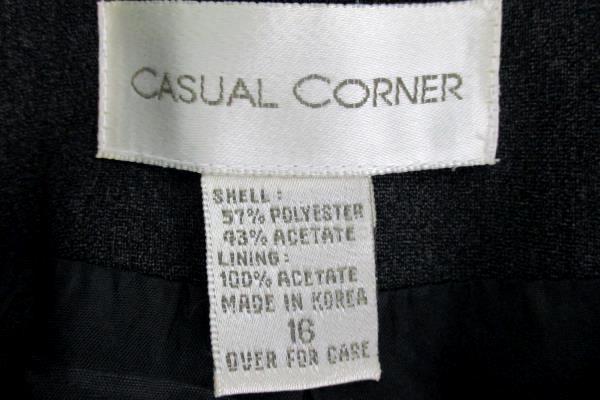 CASUAL CORNER
SHELL:
57% POLYESTER
43% ACETATE
LINING:
100% ACETATE
MADE IN KOREA
16
OVER FOR CARE